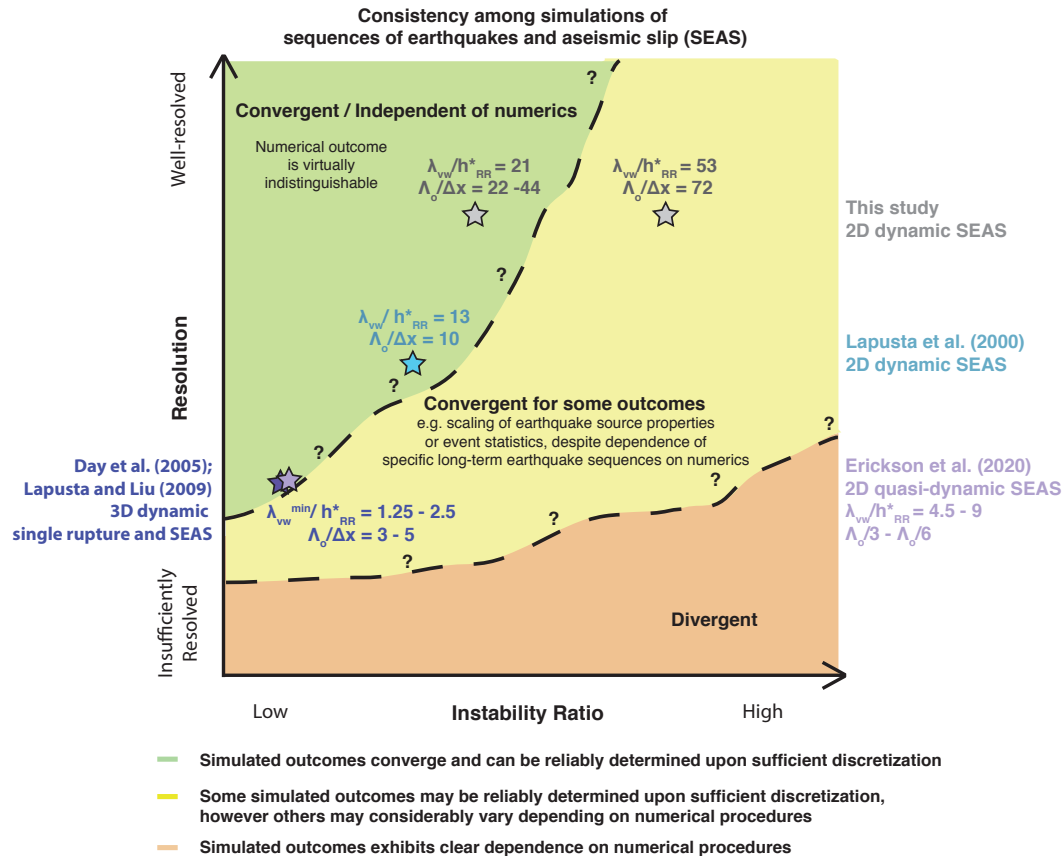 Consistency among simulations of
sequences of earthquakes and aseismic slip (SEAS)
Well-resolved
Resolution
Insufficiently
Resolved
?
Convergent / Independent of numerics
Numerical outcome
is virtually
indistinguishable
λvw/h*RR = 21
Λo/Δx = 22 -44
λvw/h*RR = 53
Λo/Δx = 72
This study
2D dynamic SEAS
?
λvw/ h*RR = 13
Λo/Δx = 10
Lapusta et al. (2000)
2D dynamic SEAS
?
Convergent for some outcomes
e.g. scaling of earthquake source properties
or event statistics, despite dependence of
specific long-term earthquake sequences on numerics
?
?
Day et al. (2005);
Lapusta and Liu (2009)
3D dynamic
single rupture and SEAS
λvw min/ h*RR = 1.25 - 2.5
Λo/Δx = 3 - 5
Erickson et al. (2020)
2D quasi-dynamic SEAS
λvw/h*RR = 4.5 - 9
Λo/3 - Λo/6
?
?
?
Divergent
Low
Instability Ratio
High
Simulated outcomes converge and can be reliably determined upon sufficient discretization
Some simulated outcomes may be reliably determined upon sufficient discretization,
however others may considerably vary depending on numerical procedures
Simulated outcomes exhibits clear dependence on numerical procedures